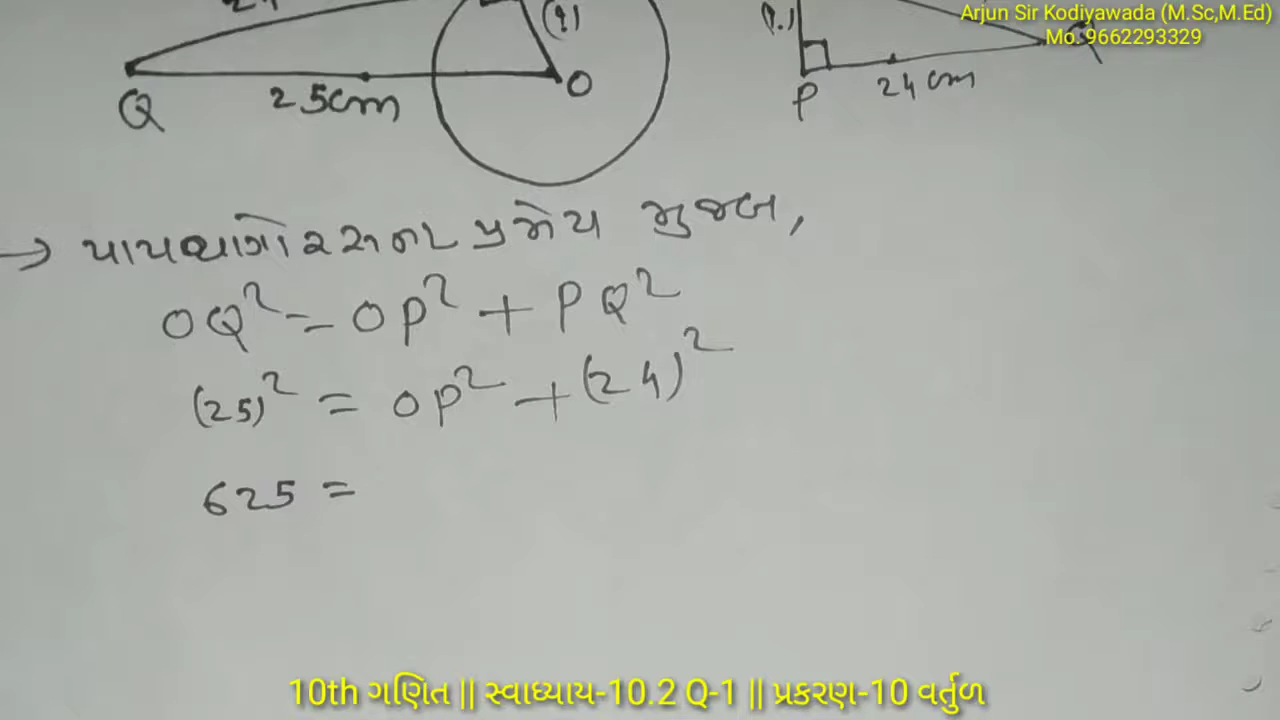 Arjun Sir Kodiyawada (M.Sc,M.Ed)
Mo.9662293329
(?)
O
Q
25cm
(?)
P
24cm
Q
→ પાયથાગોરસના પ્રમેય મુજબ,
OQ² = OP² + PQ²
(25)² = OP² + (24)²
625 =
10th ગણિત || સ્વાધ્યાય-10.2 Q-1 || પ્રકરણ-10 વર્તુળ